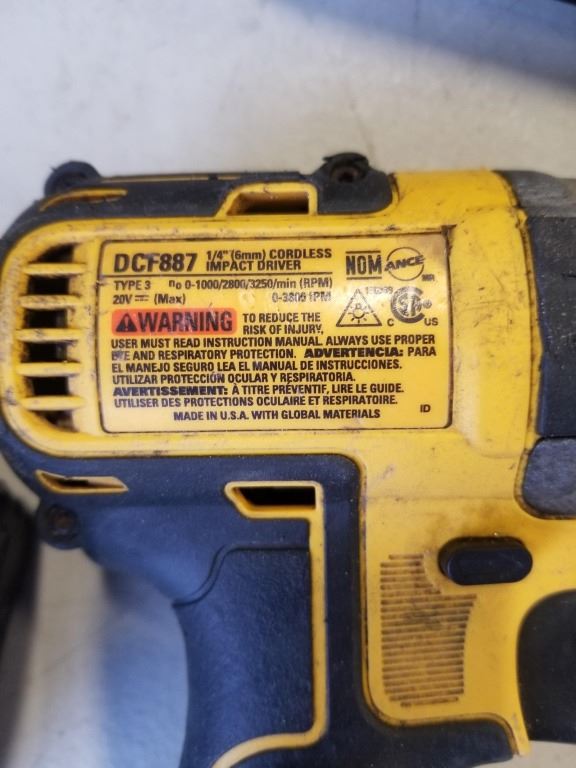 DCF887 1/4" (6mm) CORDLESS
IMPACT DRIVER
NOM ANCE
MR
TYPE 3 n₀ 0-1000/2800/3250/min (RPM)
20V ⎓ (Max) 0-3800 IPM
C US
WARNING TO REDUCE THE
RISK OF INJURY,
USER MUST READ INSTRUCTION MANUAL. ALWAYS USE PROPER
EYE AND RESPIRATORY PROTECTION. ADVERTENCIA: PARA
EL MANEJO SEGURO LEA EL MANUAL DE INSTRUCCIONES.
UTILIZAR PROTECCIÓN OCULAR Y RESPIRATORIA.
AVERTISSEMENT: À TITRE PRÉVENTIF, LIRE LE GUIDE.
UTILISER DES PROTECTIONS OCULAIRE ET RESPIRATOIRE.
MADE IN U.S.A. WITH GLOBAL MATERIALS ID